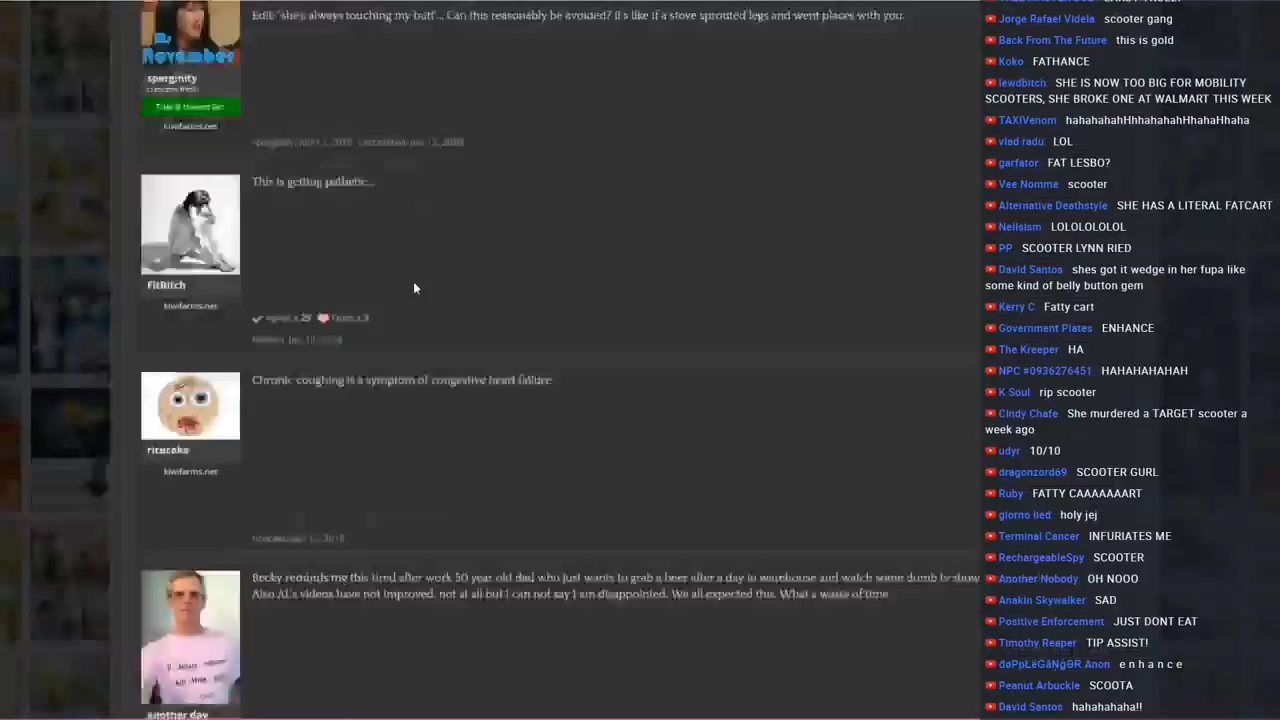 Edit: "she's always touching my butt"... Can this reasonably be avoided? It's like if a stove sprouted legs and went places with you.
November
sperginity
kiwifarms.net
This is getting pathetic...
FitBitch
kiwifarms.net
Chronic coughing is a symptom of congestive heart failure
ricecake
kiwifarms.net
Becky reminds me this tired after work 50 year old dad who just wants to grab a beer after a day in warehouse and watch some dumb tv show
Also AL's videos have not improved, not at all but I can not say I am disappointed. We all expected this. What a waste of time
another day
Jorge Rafael Videla scooter gang
Back From The Future this is gold
Koko FATHANCE
lewdbitch SHE IS NOW TOO BIG FOR MOBILITY
SCOOTERS, SHE BROKE ONE AT WALMART THIS WEEK
TAXIVenom hahahahahHhhahahahHhahaHhaha
vlad radu LOL
garfator FAT LESBO?
Vee Nomme scooter
Alternative Deathstyle SHE HAS A LITERAL FATCART
Nellsism LOLOLOLOLOL
PP SCOOTER LYNN RIED
David Santos shes got it wedge in her fupa like
some kind of belly button gem
Kerry C Fatty cart
Government Plates ENHANCE
The Kreeper HA
NPC #0936276451 HAHAHAHAHAH
K Soul rip scooter
Cindy Chafe She murdered a TARGET scooter a
week ago
udyr 10/10
dragonzord69 SCOOTER GURL
Ruby FATTY CAAAAAAART
giorno lied holy jej
Terminal Cancer INFURIATES ME
RechargeableSpy SCOOTER
Another Nobody OH NOOO
Anakin Skywalker SAD
Positive Enforcement JUST DONT EAT
Timothy Reaper TIP ASSIST!
Anon e n h a n c e
Peanut Arbuckle SCOOTA
David Santos hahahahaha!!